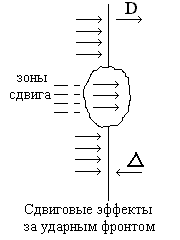 D
зоны
сдвига
Δ
Сдвиговые эффекты
за ударным фронтом